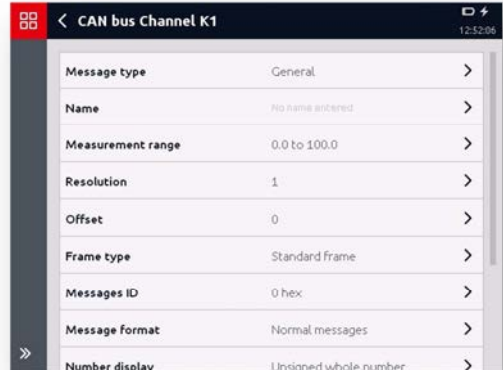 CAN bus Channel K1
12:52:06
Message type General
Name No name entered
Measurement range 0.0 to 100.0
Resolution 1
Offset 0
Frame type Standard frame
Messages ID 0 hex
Message format Normal messages
Number display Unsigned whole number